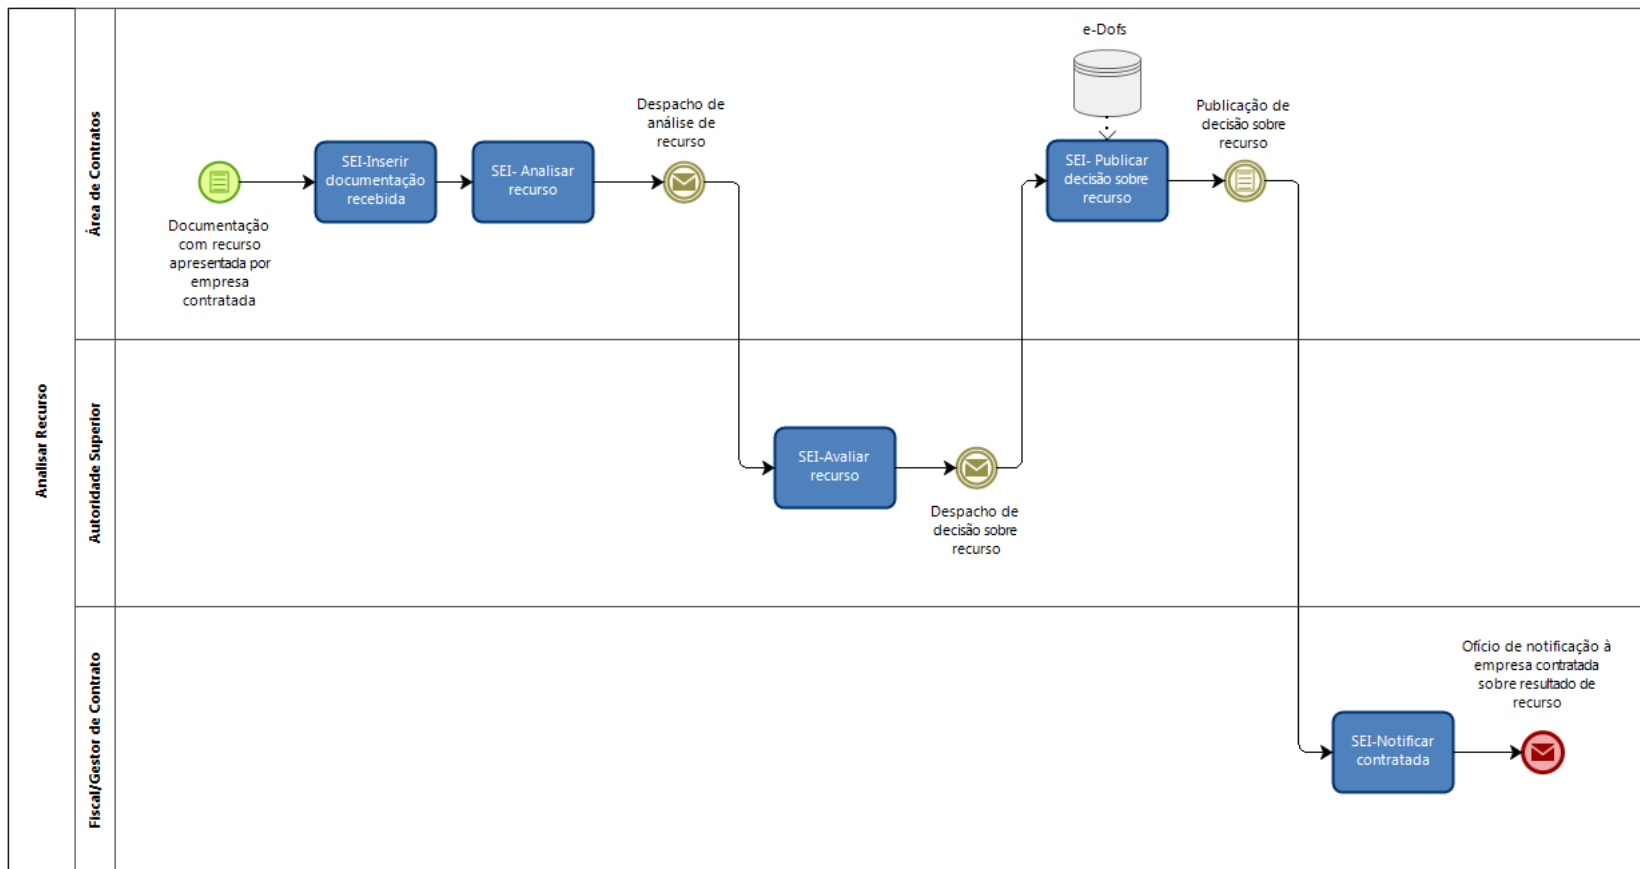 Analisar Recurso
Área de Contratos
Documentação
com recurso
apresentada por
empresa
contratada
SEI-Inserir
documentação
recebida
SEI- Analisar
recurso
Despacho de
análise de
recurso
e-Dofs
SEI- Publicar
decisão sobre
recurso
Publicação de
decisão sobre
recurso
Autoridade Superior
SEI-Avaliar
recurso
Despacho de
decisão sobre
recurso
Fiscal/Gestor de Contrato
SEI-Notificar
contratada
Ofício de notificação à
empresa contratada
sobre resultado de
recurso